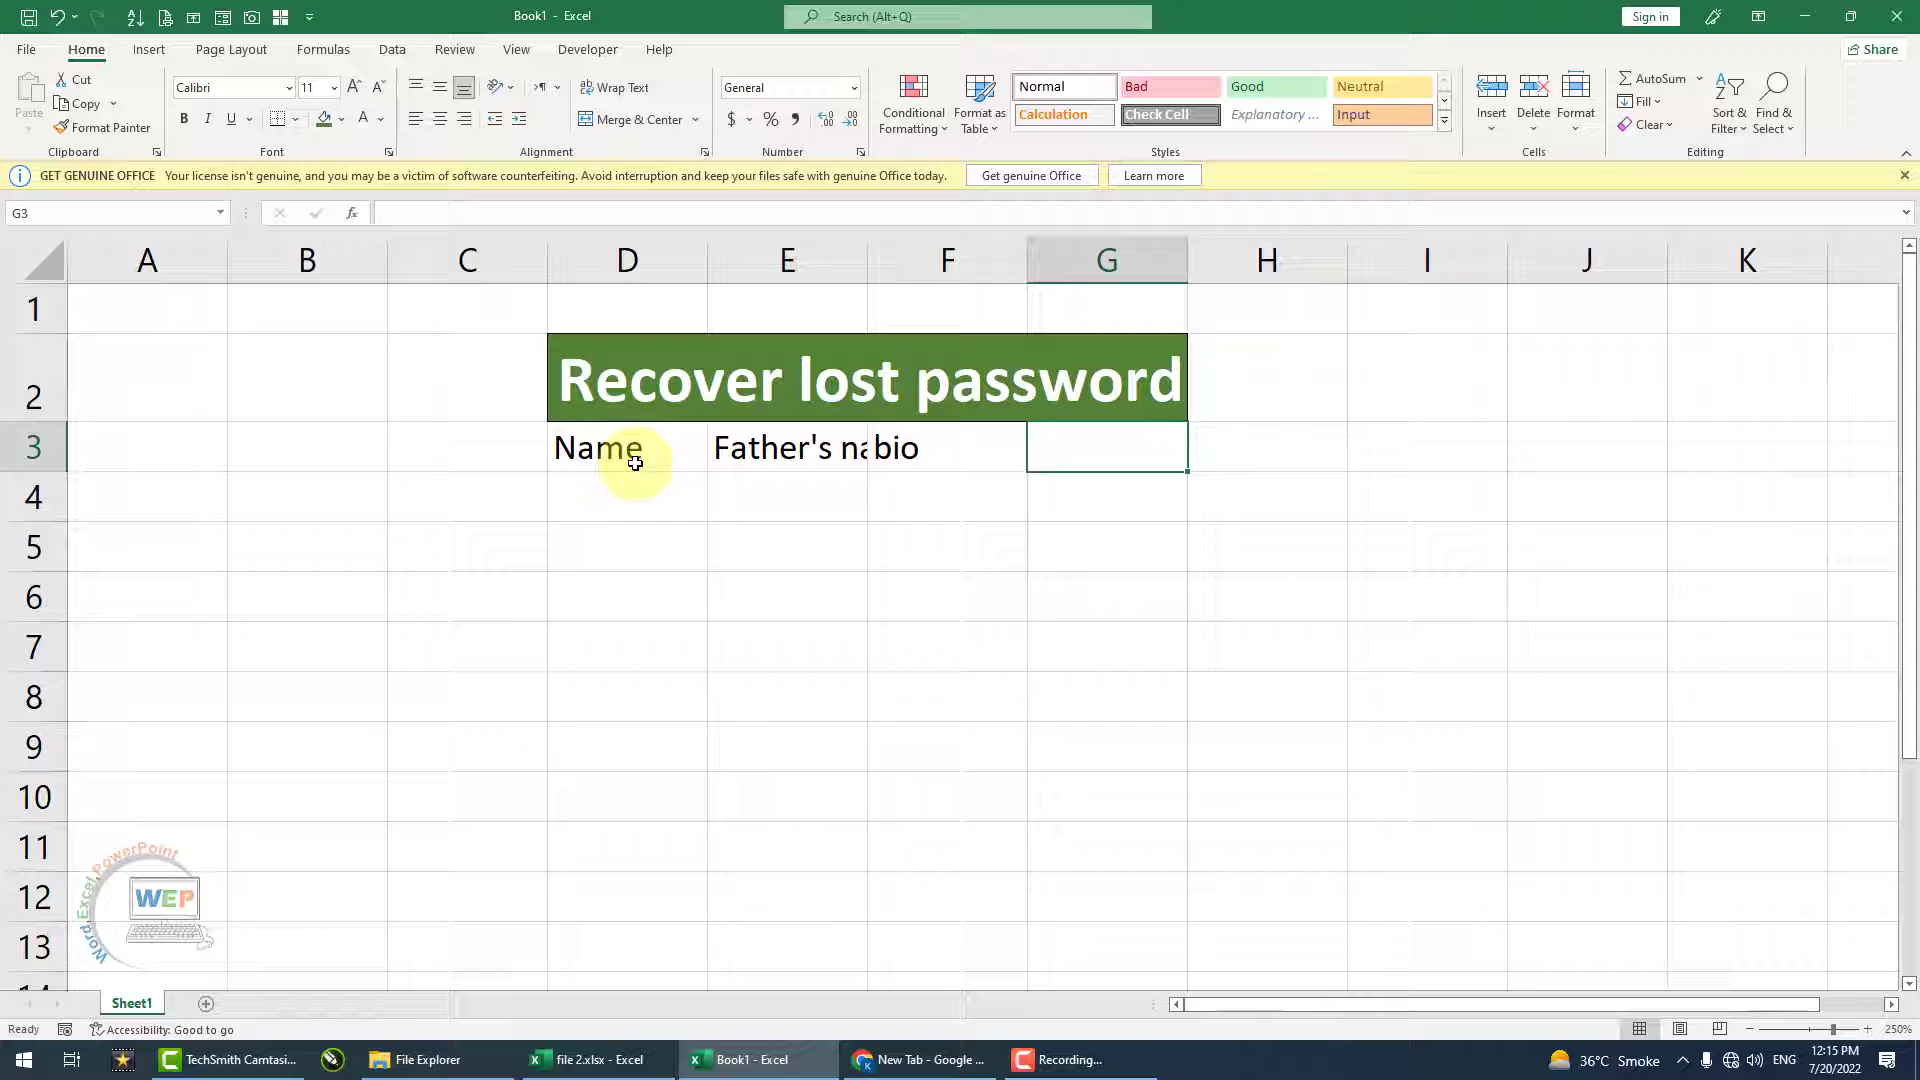 Book1 - Excel
Search (Alt+Q)
Sign in
File Home Insert Page Layout Formulas Data Review View Developer Help
Share
Paste
Cut
Copy
Format Painter
Clipboard
Calibri 11
B I U A
Font
Wrap Text
Merge & Center
Alignment
General
$ % ,
Number
Conditional Formatting
Format as Table
Normal Bad Good Neutral
Calculation Check Cell Explanatory ... Input
Styles
Insert Delete Format
Cells
AutoSum
Fill
Clear
Sort & Filter
Find & Select
Editing
GET GENUINE OFFICE Your license isn't genuine, and you may be a victim of software counterfeiting. Avoid interruption and keep your files safe with genuine Office today.
Get genuine Office
Learn more
G3
fx
A B C D E F G H I J K
1
2
Recover lost password
3
Name Father's na bio
4
5
6
7
8
9
10
11
12
13
14
Word,Excel,PowerPoint
WEP
Sheet1
Ready
Accessibility: Good to go
250%
TechSmith Camtasi...
File Explorer
file 2.xlsx - Excel
Book1 - Excel
New Tab - Google ...
Recording...
36°C Smoke
ENG
12:15 PM
7/20/2022